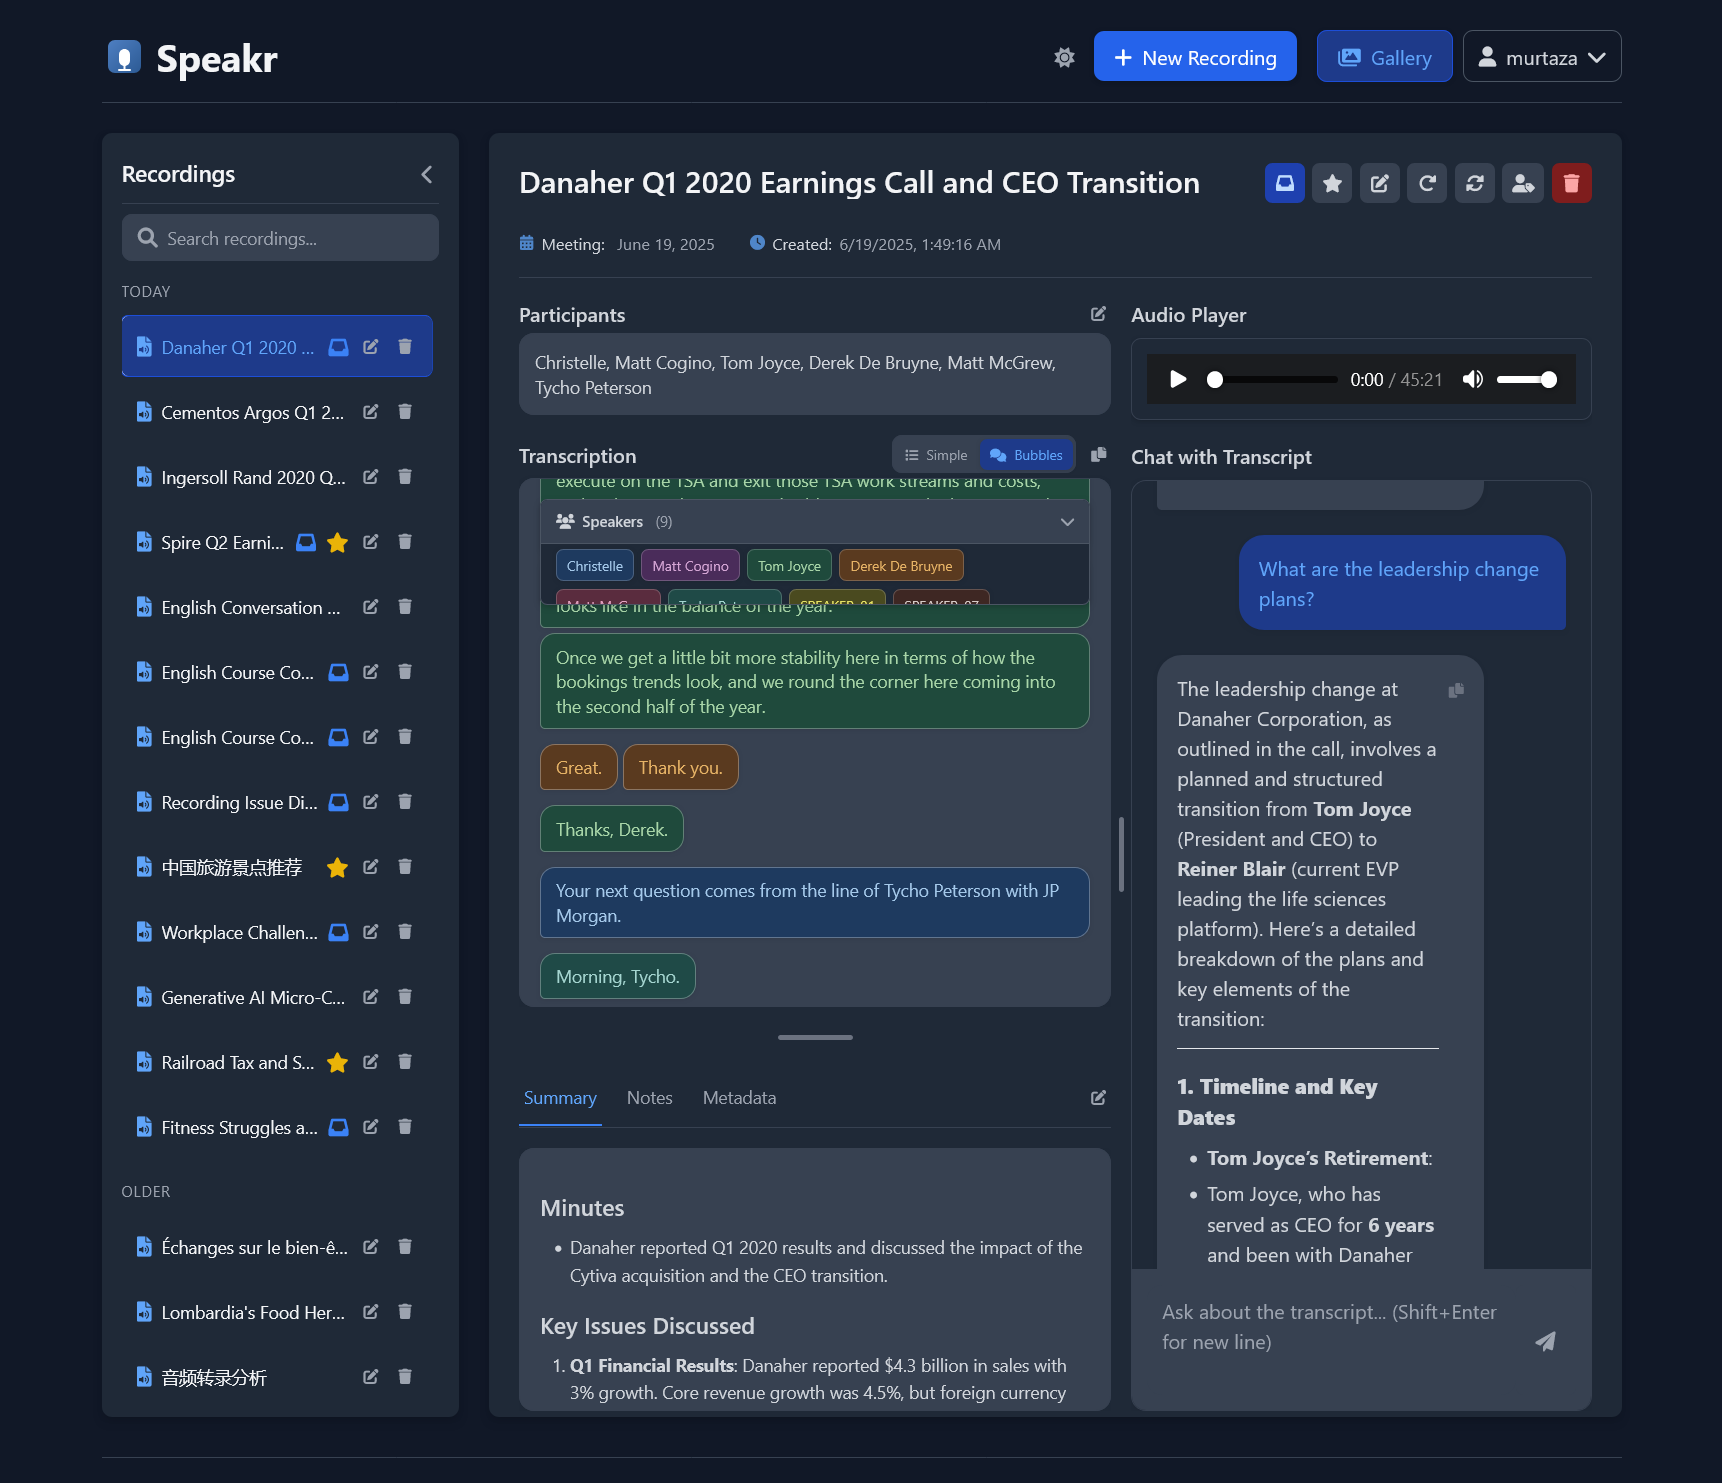 Speakr
New Recording
Gallery
murtaza
Recordings
Search recordings...
TODAY
Danaher Q1 2020 ...
Cementos Argos Q1 2...
Ingersoll Rand 2020 Q...
Spire Q2 Earni...
English Conversation ...
English Course Co...
English Course Co...
Recording Issue Di...
中国旅游景点推荐
Workplace Challen...
Generative AI Micro-C...
Railroad Tax and S...
Fitness Struggles a...
OLDER
Échanges sur le bien-ê...
Lombardia's Food Her...
音频转录分析
Danaher Q1 2020 Earnings Call and CEO Transition
Meeting: June 19, 2025
Created: 6/19/2025, 1:49:16 AM
Participants
Christelle, Matt Cogino, Tom Joyce, Derek De Bruyne, Matt McGrew,
Tycho Peterson
Transcription
Simple
Bubbles
execute on the TSA and exit those TSA work streams and costs,
Speakers (9)
Christelle
Matt Cogino
Tom Joyce
Derek De Bruyne
looks like in the balance of the year.
Once we get a little bit more stability here in terms of how the
bookings trends look, and we round the corner here coming into
the second half of the year.
Great.
Thank you.
Thanks, Derek.
Your next question comes from the line of Tycho Peterson with JP
Morgan.
Morning, Tycho.
Summary
Notes
Metadata
Minutes
• Danaher reported Q1 2020 results and discussed the impact of the
Cytiva acquisition and the CEO transition.
Key Issues Discussed
1. Q1 Financial Results: Danaher reported $4.3 billion in sales with
3% growth. Core revenue growth was 4.5%, but foreign currency
Audio Player
0:00 / 45:21
Chat with Transcript
What are the leadership change
plans?
The leadership change at
Danaher Corporation, as
outlined in the call, involves a
planned and structured
transition from Tom Joyce
(President and CEO) to
Reiner Blair (current EVP
leading the life sciences
platform). Here’s a detailed
breakdown of the plans and
key elements of the
transition:
1. Timeline and Key
Dates
• Tom Joyce’s Retirement:
• Tom Joyce, who has
served as CEO for 6 years
and been with Danaher
Ask about the transcript... (Shift+Enter
for new line)